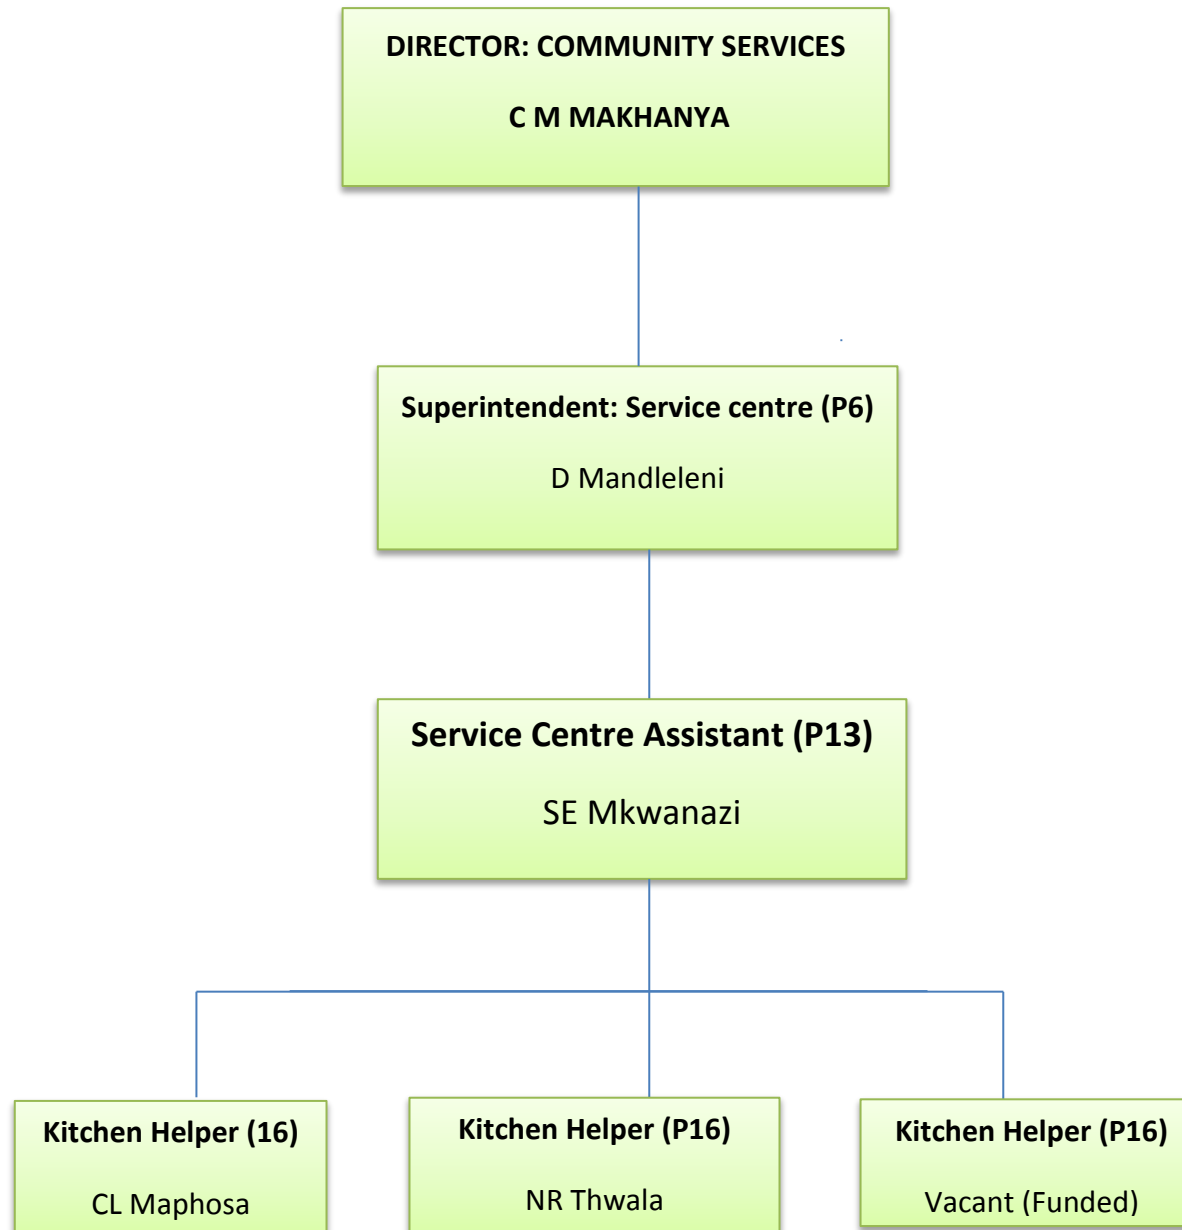 DIRECTOR: COMMUNITY SERVICES
C M MAKHANYA
Superintendent: Service centre (P6)
D Mandleleni
Service Centre Assistant (P13)
SE Mkwanazi
Kitchen Helper (16)
CL Maphosa
Kitchen Helper (P16)
NR Thwala
Kitchen Helper (P16)
Vacant (Funded)